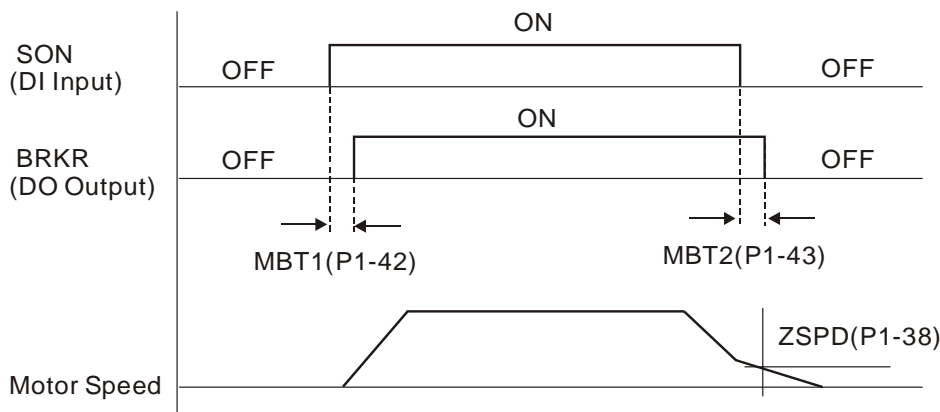 ON
SON
(DI Input)
OFF
OFF
ON
BRKR
(DO Output)
OFF
OFF
MBT1(P1-42)
MBT2(P1-43)
ZSPD(P1-38)
Motor Speed